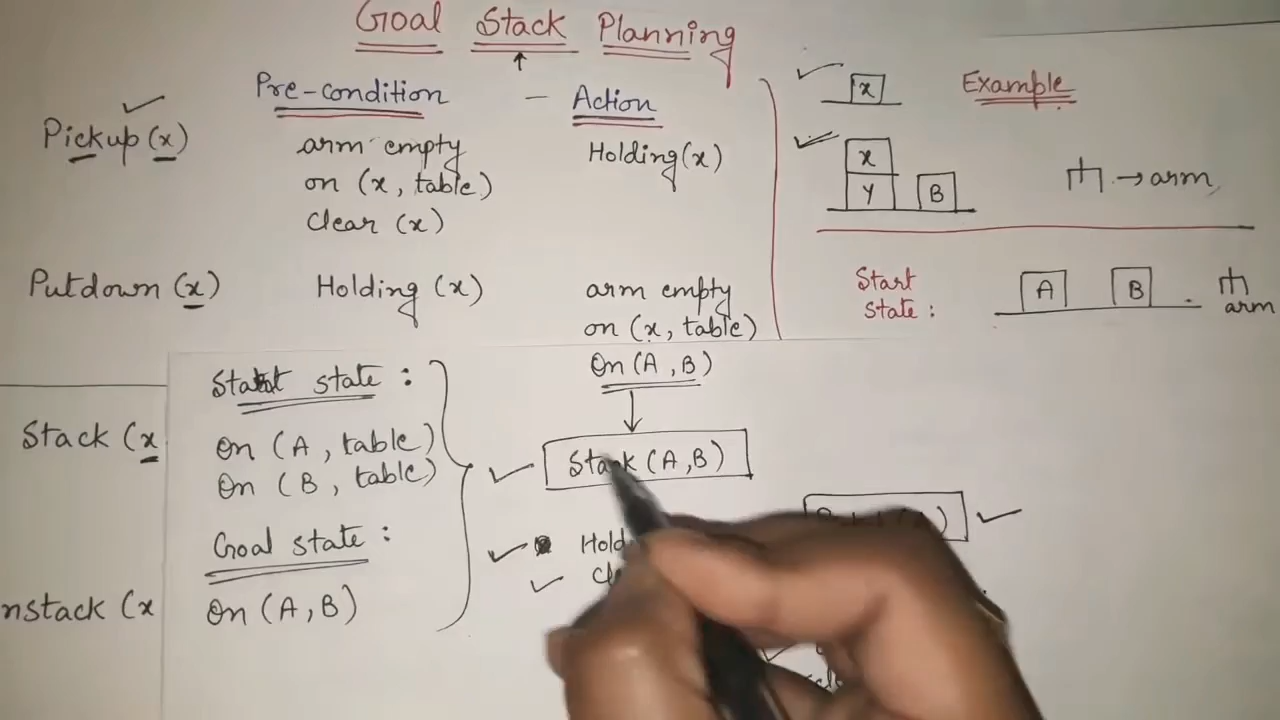 Goal Stack Planning
Pre-condition - Action
Pickup (x)
arm empty
on (x, table)
clear (x)
Holding (x)
Putdown (x)
Holding (x)
arm empty
on (x, table)
Stack (x
nstack (x
Start state :
On (A, table)
On (B, table)
Goal state :
On (A, B)
On (A, B)
Stack (A, B)
Example
x
x
Y
B
→ arm
Start
State :
A
B
arm